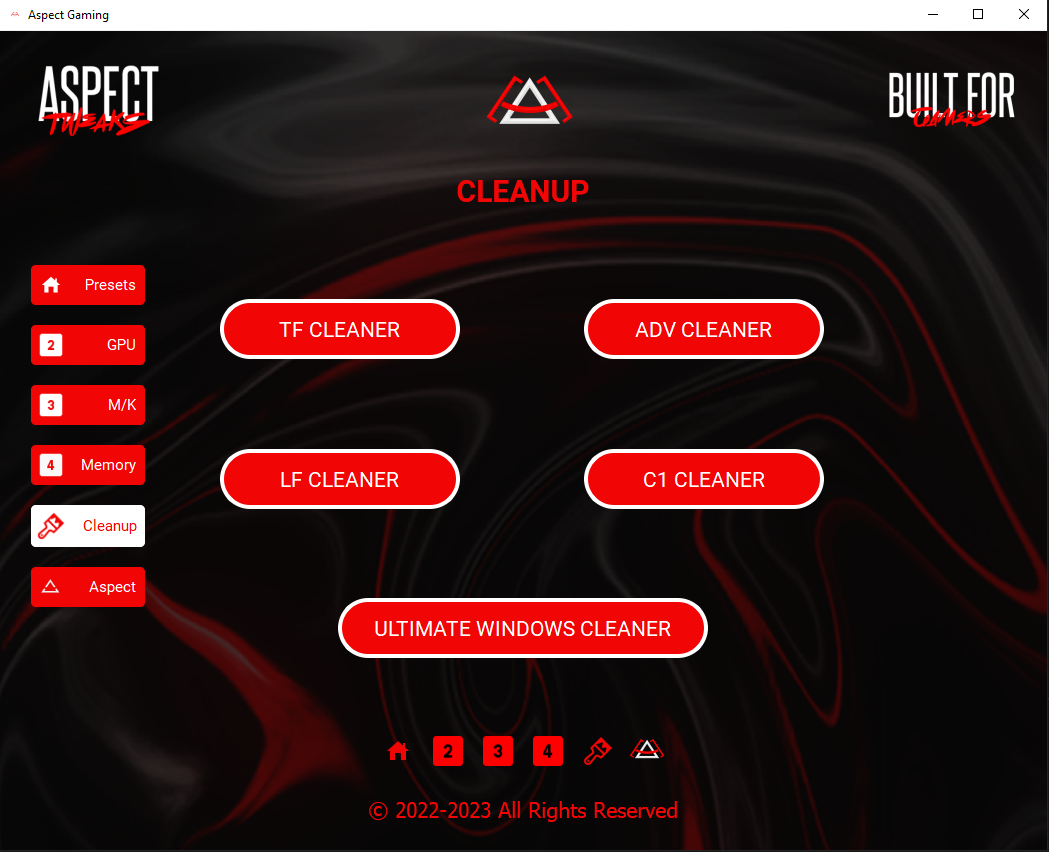 Aspect Gaming
ASPECT
TWEAKS
BUILT FOR
GAMERS
CLEANUP
Presets
2 GPU
3 M/K
4 Memory
Cleanup
Aspect
TF CLEANER
ADV CLEANER
LF CLEANER
C1 CLEANER
ULTIMATE WINDOWS CLEANER
2 3 4
© 2022-2023 All Rights Reserved